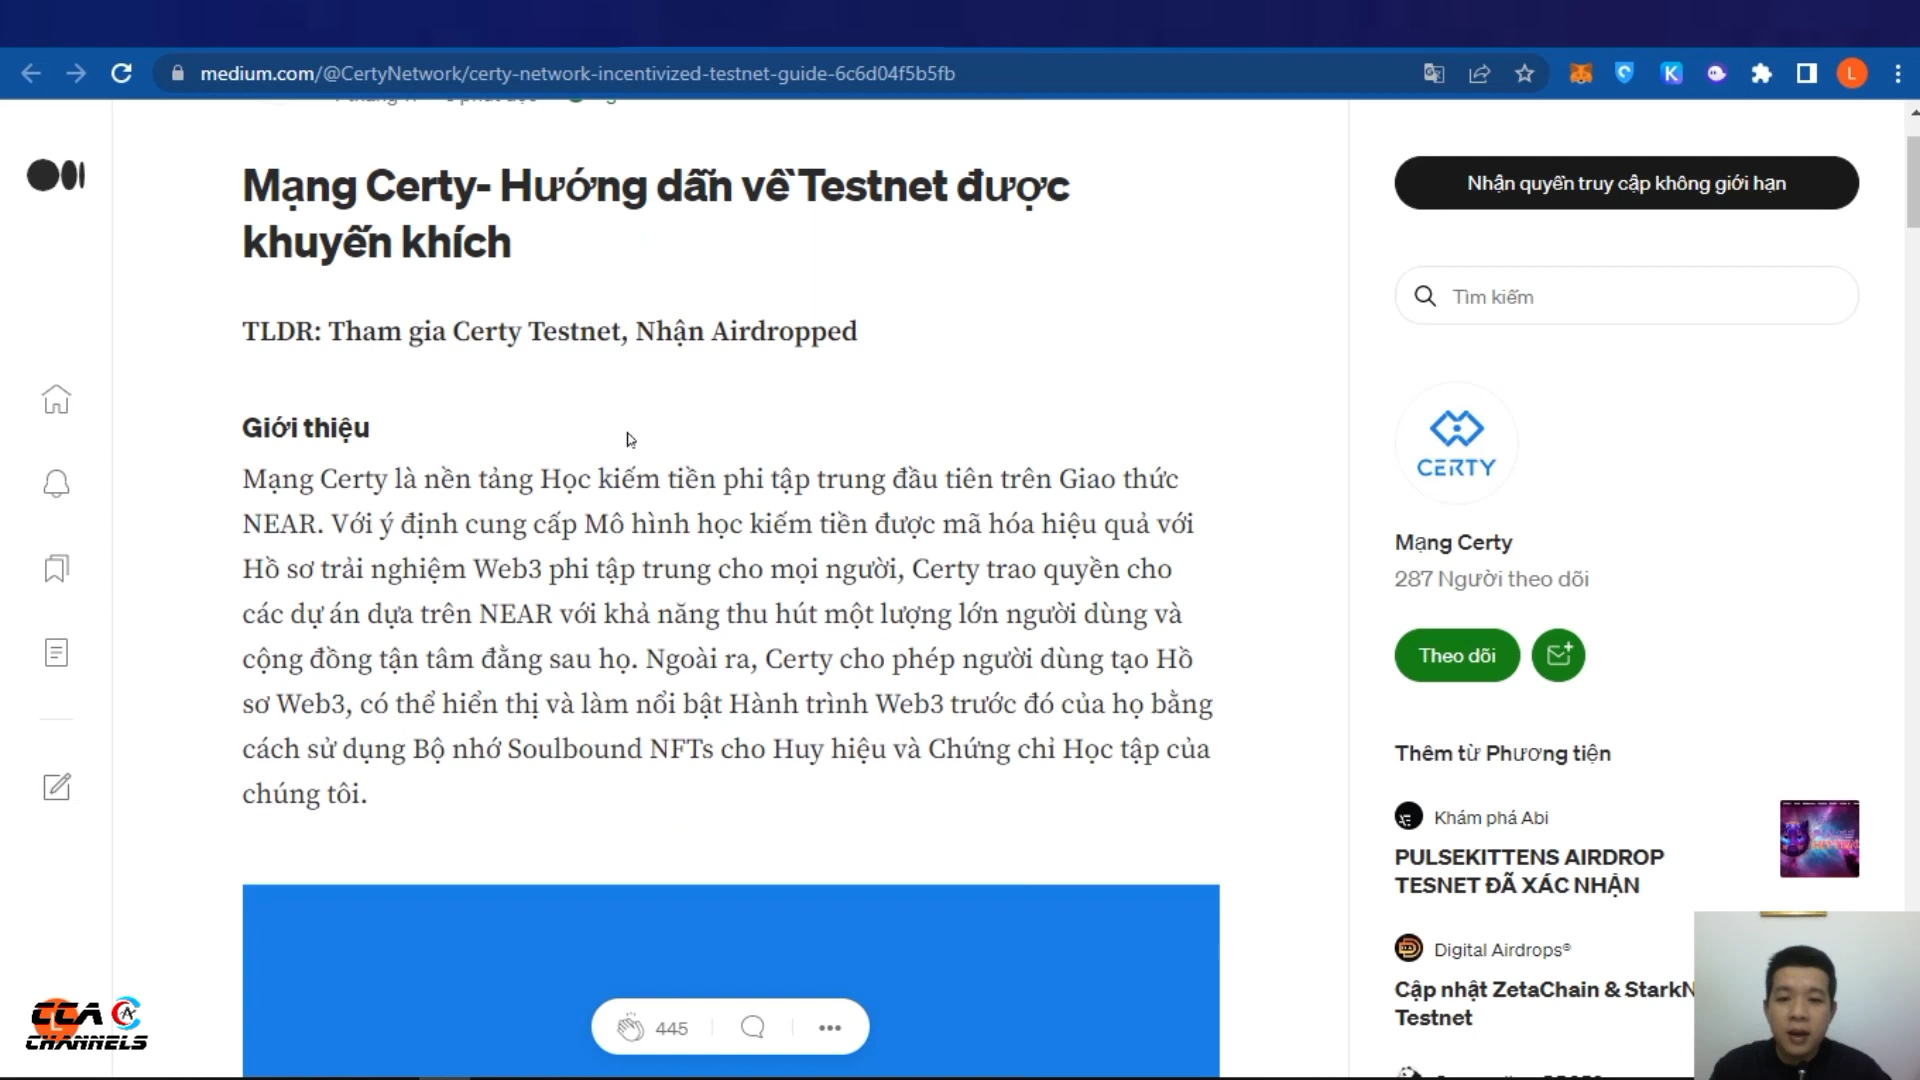 medium.com/@CertyNetwork/certy-network-incentivized-testnet-guide-6c6d04f5b5fb
K
L
Mạng Certy- Hướng dẫn về Testnet được
khuyến khích
TLDR: Tham gia Certy Testnet, Nhận Airdropped
Giới thiệu
Mạng Certy là nền tảng Học kiếm tiền phi tập trung đầu tiên trên Giao thức
NEAR. Với ý định cung cấp Mô hình học kiếm tiền được mã hóa hiệu quả với
Hồ sơ trải nghiệm Web3 phi tập trung cho mọi người, Certy trao quyền cho
các dự án dựa trên NEAR với khả năng thu hút một lượng lớn người dùng và
cộng đồng tận tâm đằng sau họ. Ngoài ra, Certy cho phép người dùng tạo Hồ
sơ Web3, có thể hiển thị và làm nổi bật Hành trình Web3 trước đó của họ bằng
cách sử dụng Bộ nhớ Soulbound NFTs cho Huy hiệu và Chứng chỉ Học tập của
chúng tôi.
445
CCA
CHANNELS
Nhận quyền truy cập không giới hạn
Tìm kiếm
CERTY
Mạng Certy
287 Người theo dõi
Theo dõi
Thêm từ Phương tiện
Khám phá Abi
PULSEKITTENS AIRDROP
TESNET ĐÃ XÁC NHẬN
Digital Airdrops®
Cập nhật ZetaChain & StarkN
Testnet